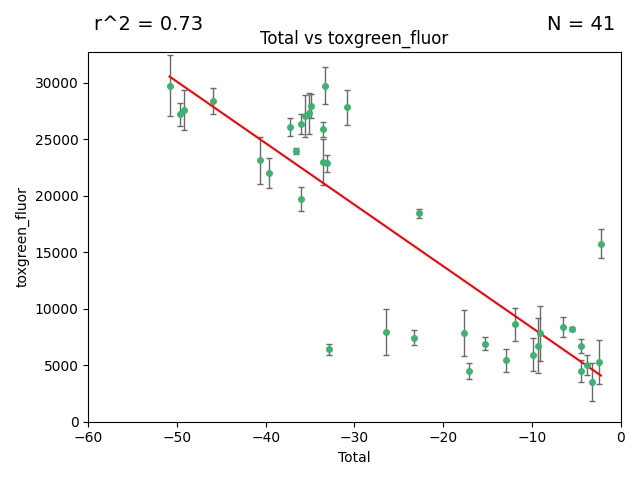 r^2 = 0.73
N = 41
Total vs toxgreen_fluor
toxgreen_fluor
30000
25000
20000
15000
10000
5000
0
−60
−50
−40
−30
−20
−10
0
Total